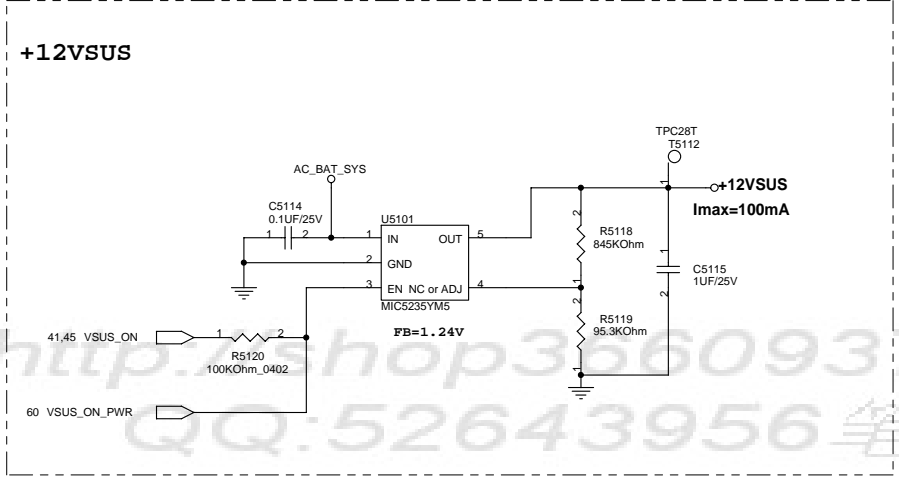 +12VSUS
TPC28T
T5112
1
+12VSUS
Imax=100mA
AC_BAT_SYS
C5114
0.1UF/25V
1 2
U5101
1 IN OUT 5
2 GND
3 EN NC or ADJ 4
MIC5235YM5
FB=1.24V
2
R5118
845KOhm
1
1
C5115
1UF/25V
2
2
R5119
95.3KOhm
1
41,45 VSUS_ON
1 2
R5120
100KOhm_0402
60 VSUS_ON_PWR
http://shop366093
QQ:52643956